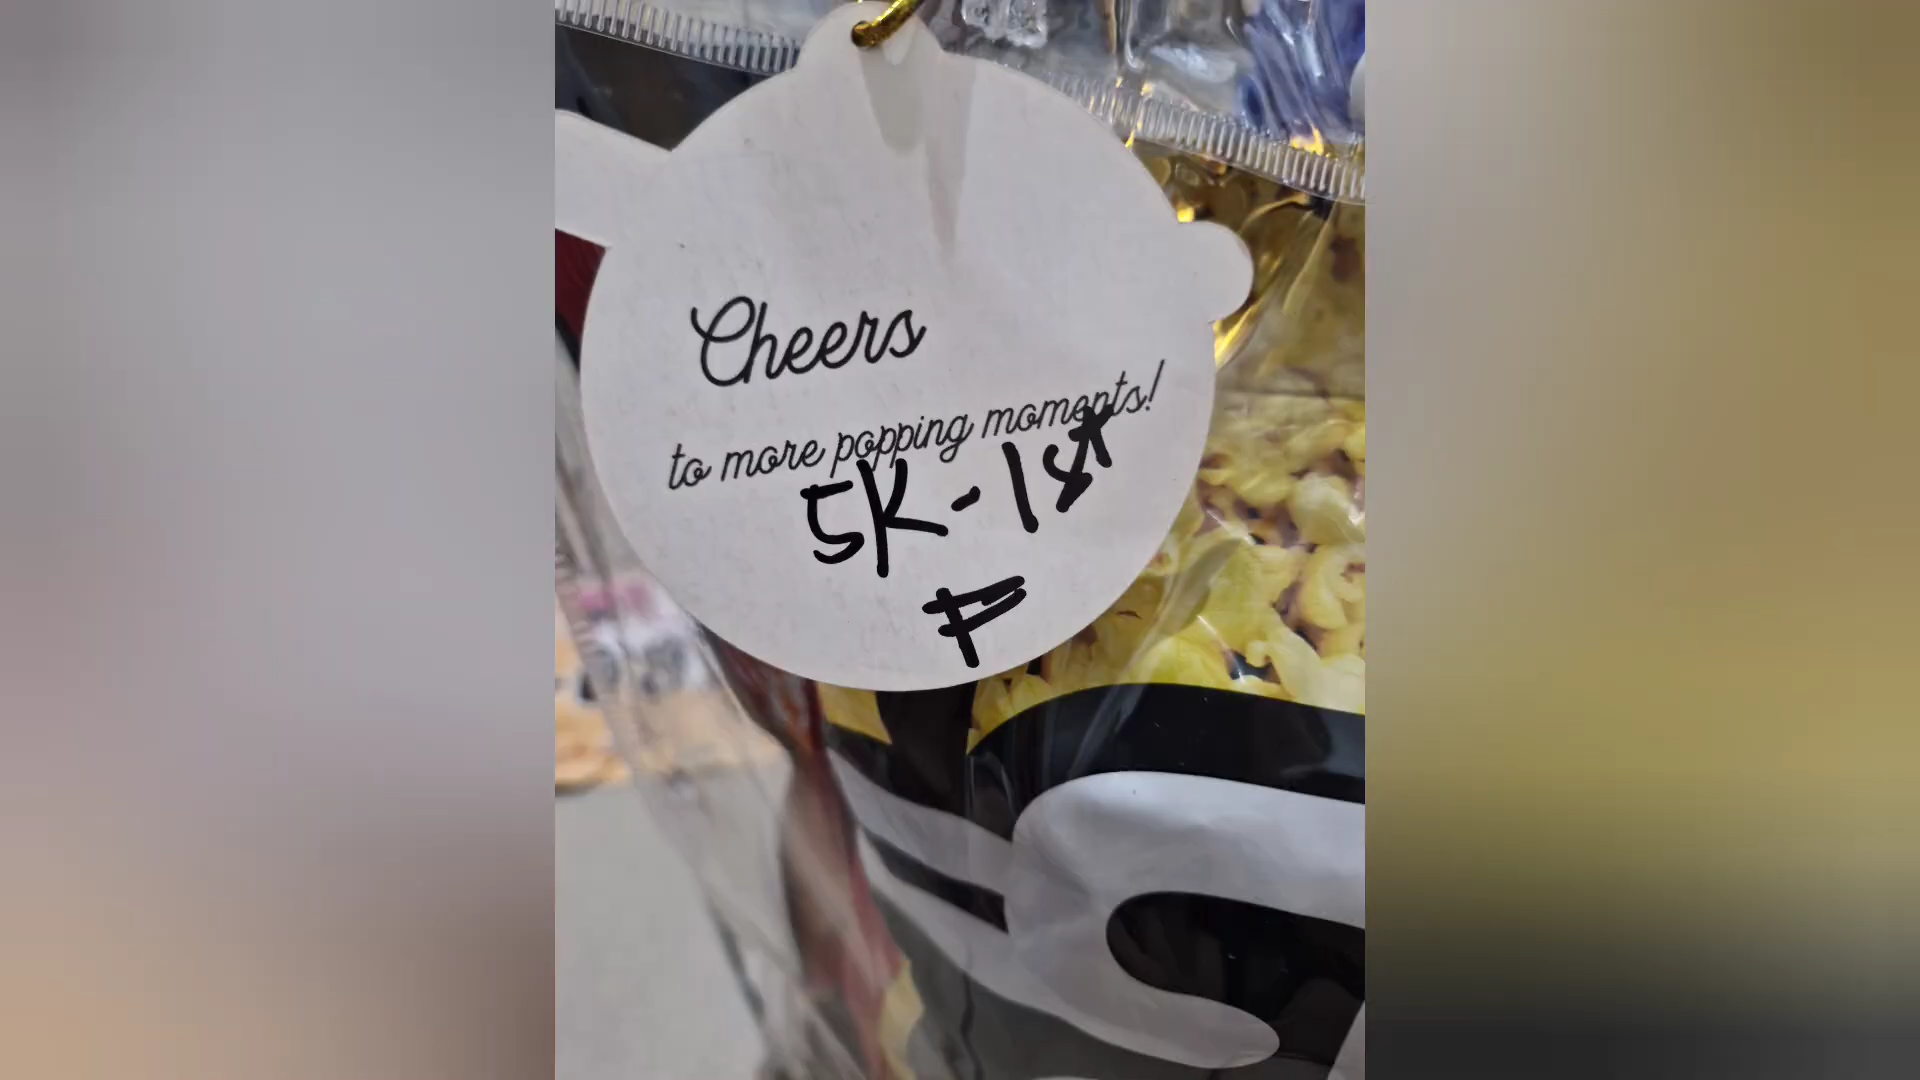 Cheers
to more popping moments!
5K-1st
F